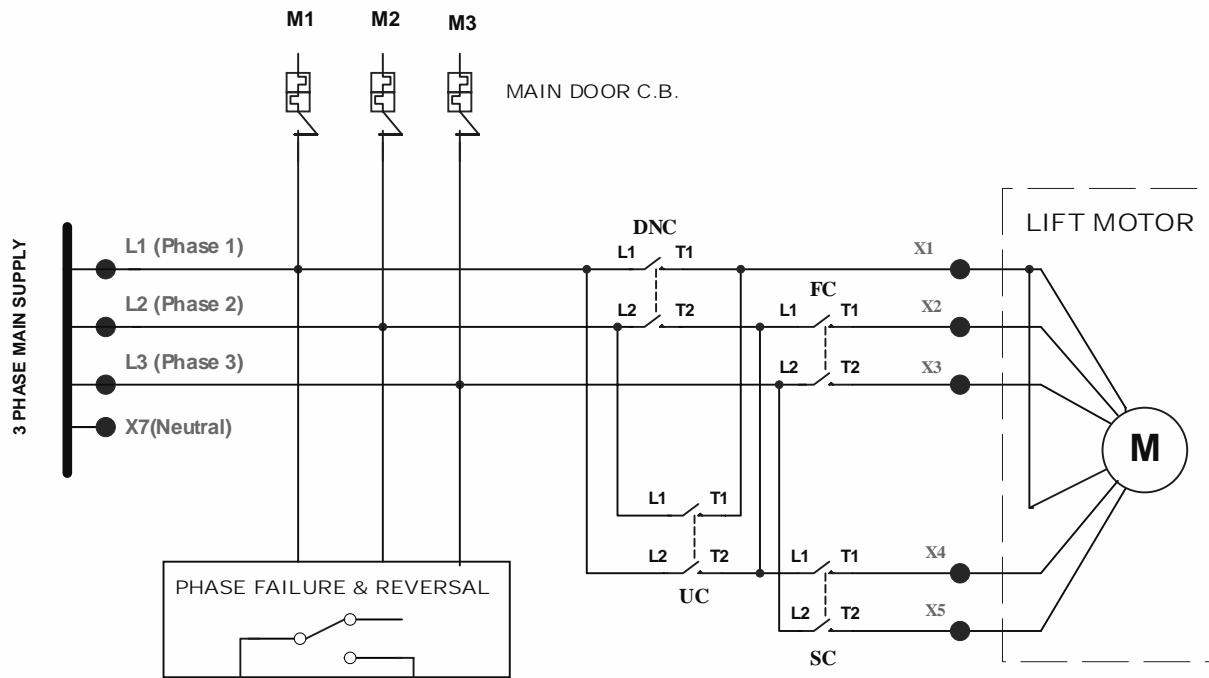 M1
M2
M3
MAIN DOOR C.B.
3 PHASE MAIN SUPPLY
L1 (Phase 1)
L2 (Phase 2)
L3 (Phase 3)
X7(Neutral)
DNC
L1
T1
L2
T2
FC
L1
T1
L2
T2
X1
X2
X3
LIFT MOTOR
M
L1
T1
L2
T2
UC
L1
T1
L2
T2
SC
X4
X5
PHASE FAILURE & REVERSAL